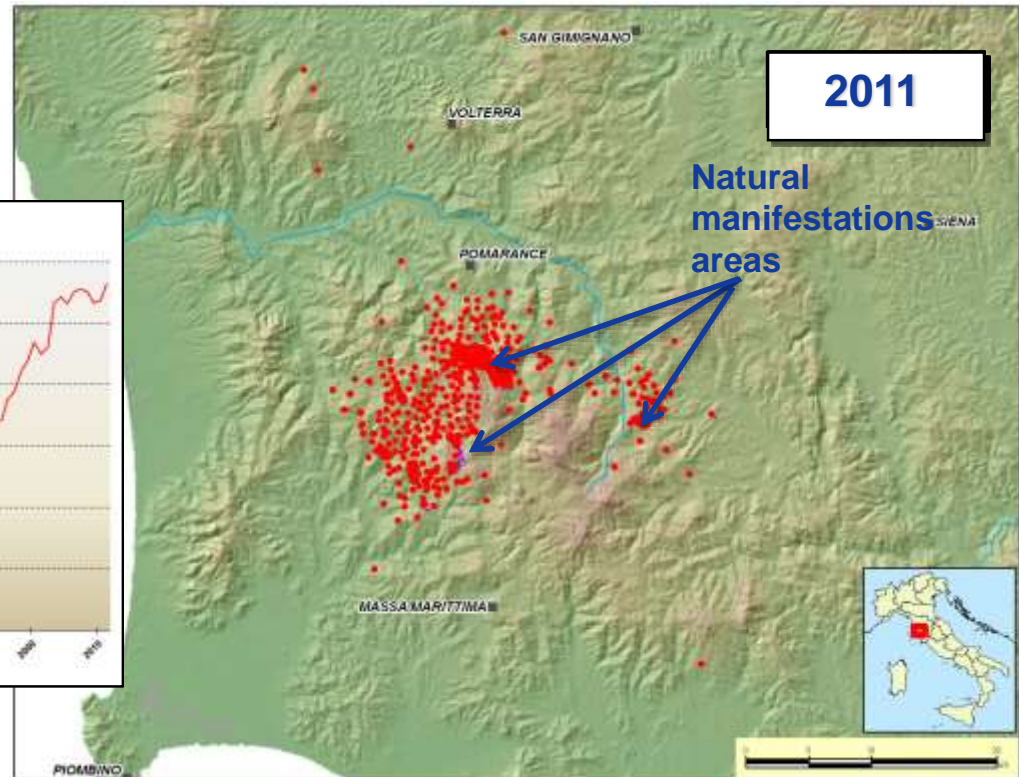 SAN GIMIGNANO
2011
VOLTERRA
Natural
manifestations
areas
SIENA
POMARANCE
MASSA MARITTIMA
2000
2010
PIOMBINO